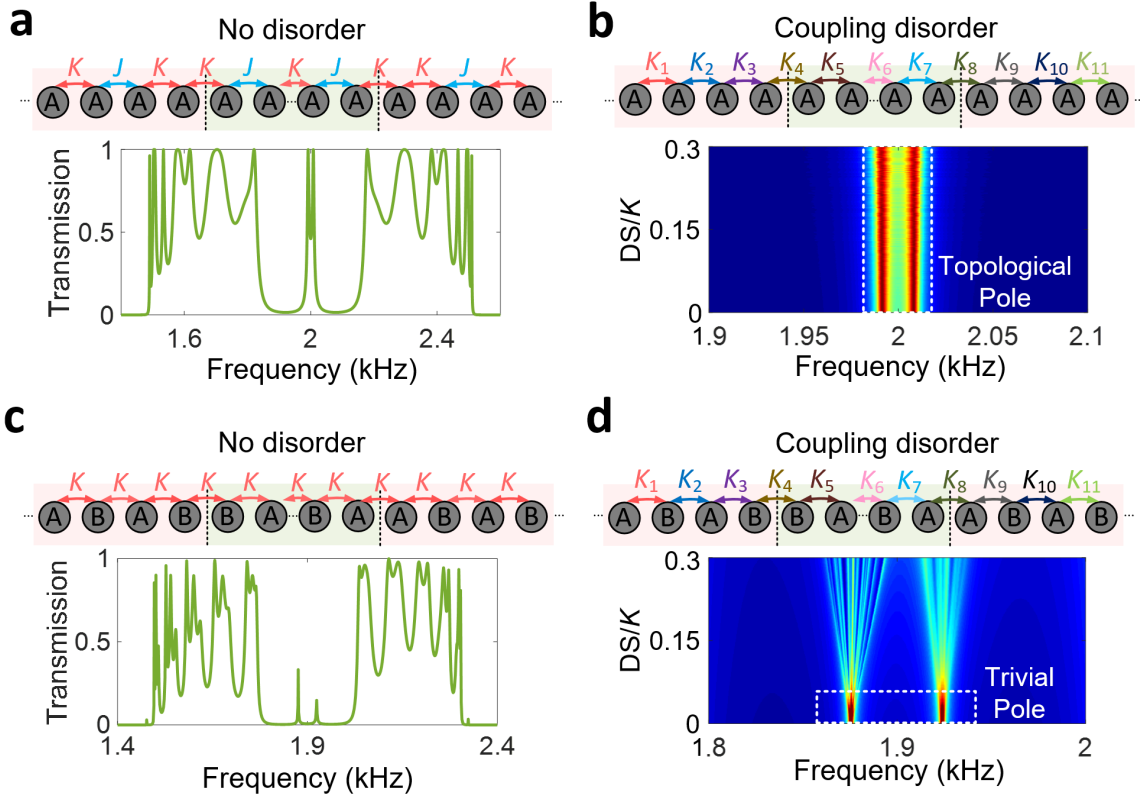 a
No disorder
K J K K J K J K K J K
A A A A A A A A A A A A
Transmission
1
0.5
0
1.6 2 2.4
Frequency (kHz)
b
Coupling disorder
K1 K2 K3 K4 K5 K6 K7 K8 K9 K10 K11
A A A A A A A A A A A A
DS/K
0.3
0.15
0
Topological
Pole
1.9 1.95 2 2.05 2.1
Frequency (kHz)
c
No disorder
K K K K K K K K K K K
A B A B B A B A A B A B
Transmission
1
0.5
0
1.4 1.9 2.4
Frequency (kHz)
d
Coupling disorder
K1 K2 K3 K4 K5 K6 K7 K8 K9 K10 K11
A B A B B A B A A B A B
DS/K
0.3
0.15
0
Trivial
Pole
1.8 1.9 2
Frequency (kHz)